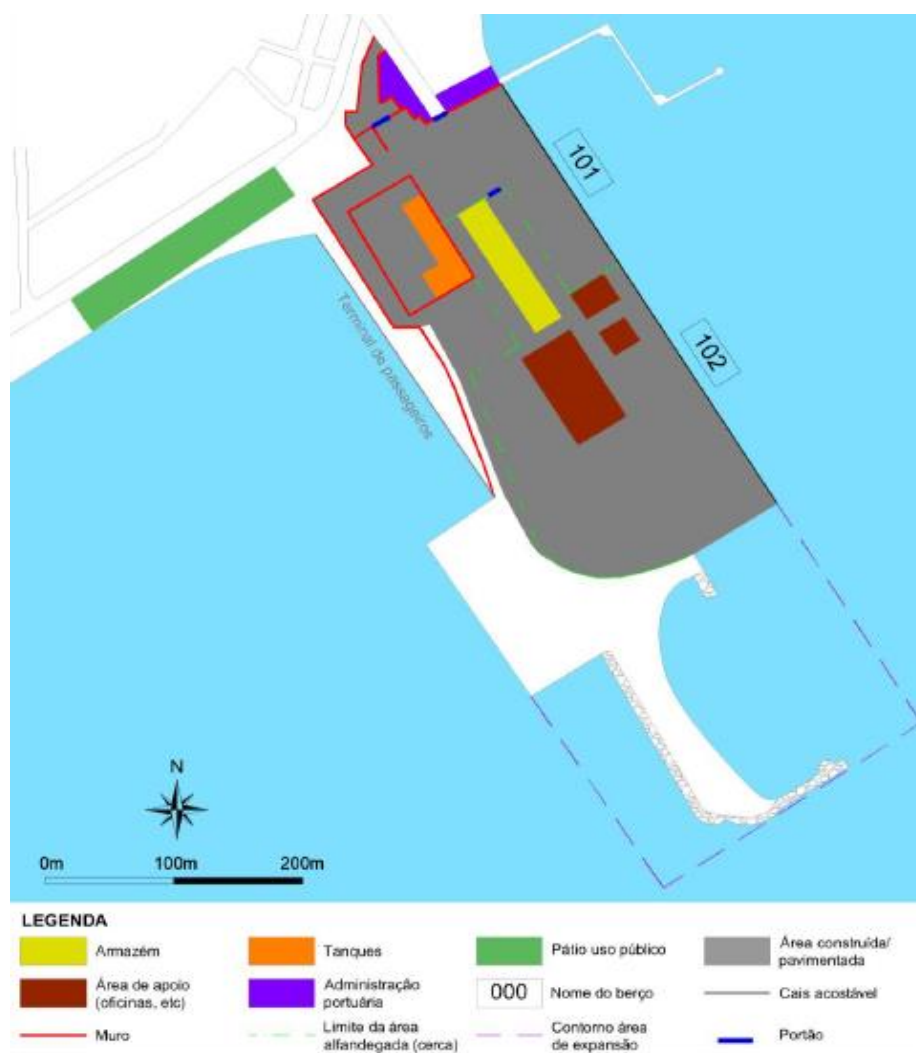 101
102
Terminal de passageiros
N
0m 100m 200m
LEGENDA
Armazém
Tanques
Pátio uso público
Área construída/
pavimentada
Área de apoio
(oficinas, etc)
Administração
portuária
000
Nome do berço
Cais acostável
Muro
Limite da área
alfandegada (cerca)
Contorno área
de expansão
Portão